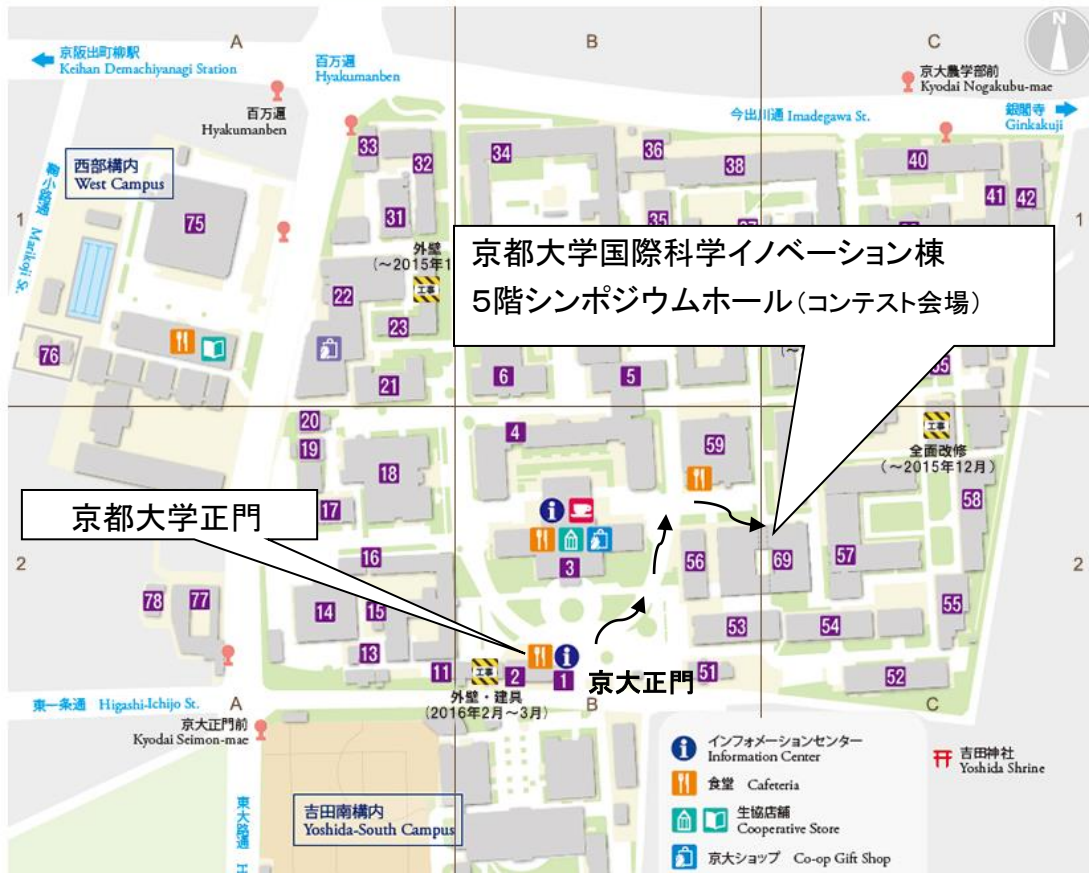 A
B
C
N
京阪出町柳駅
Keihan Demachiyanagi Station
百万遍
Hyakumanben
百万遍
Hyakumanben
京大農学部前
Kyodai Nogakubu-mae
今出川通 Imadegawa St.
銀閣寺
Ginkakuji
西部構内
West Campus
33
32
34
36
38
40
41
42
75
31
35
1
1
Marikoji St.
外壁
(～2015年1
工事
京都大学国際科学イノベーション棟
5階シンポジウムホール(コンテスト会場)
22
23
76
21
6
5
20
19
4
59
工事
全面改修
(～2015年12月)
18
17
58
京都大学正門
16
3
56
69
57
2
2
78
77
14
15
53
54
55
13
11
工事
2
1
京大正門
51
52
外壁・建具
(2016年2月～3月)
東一条通 Higashi-Ichijo St.
A
B
C
京大正門前
Kyodai Seimon-mae
インフォメーションセンター
Information Center
吉田神社
Yoshida Shrine
食堂 Cafeteria
吉田南構内
Yoshida-South Campus
東大路通
生協店舗
Cooperative Store
京大ショップ Co-op Gift Shop